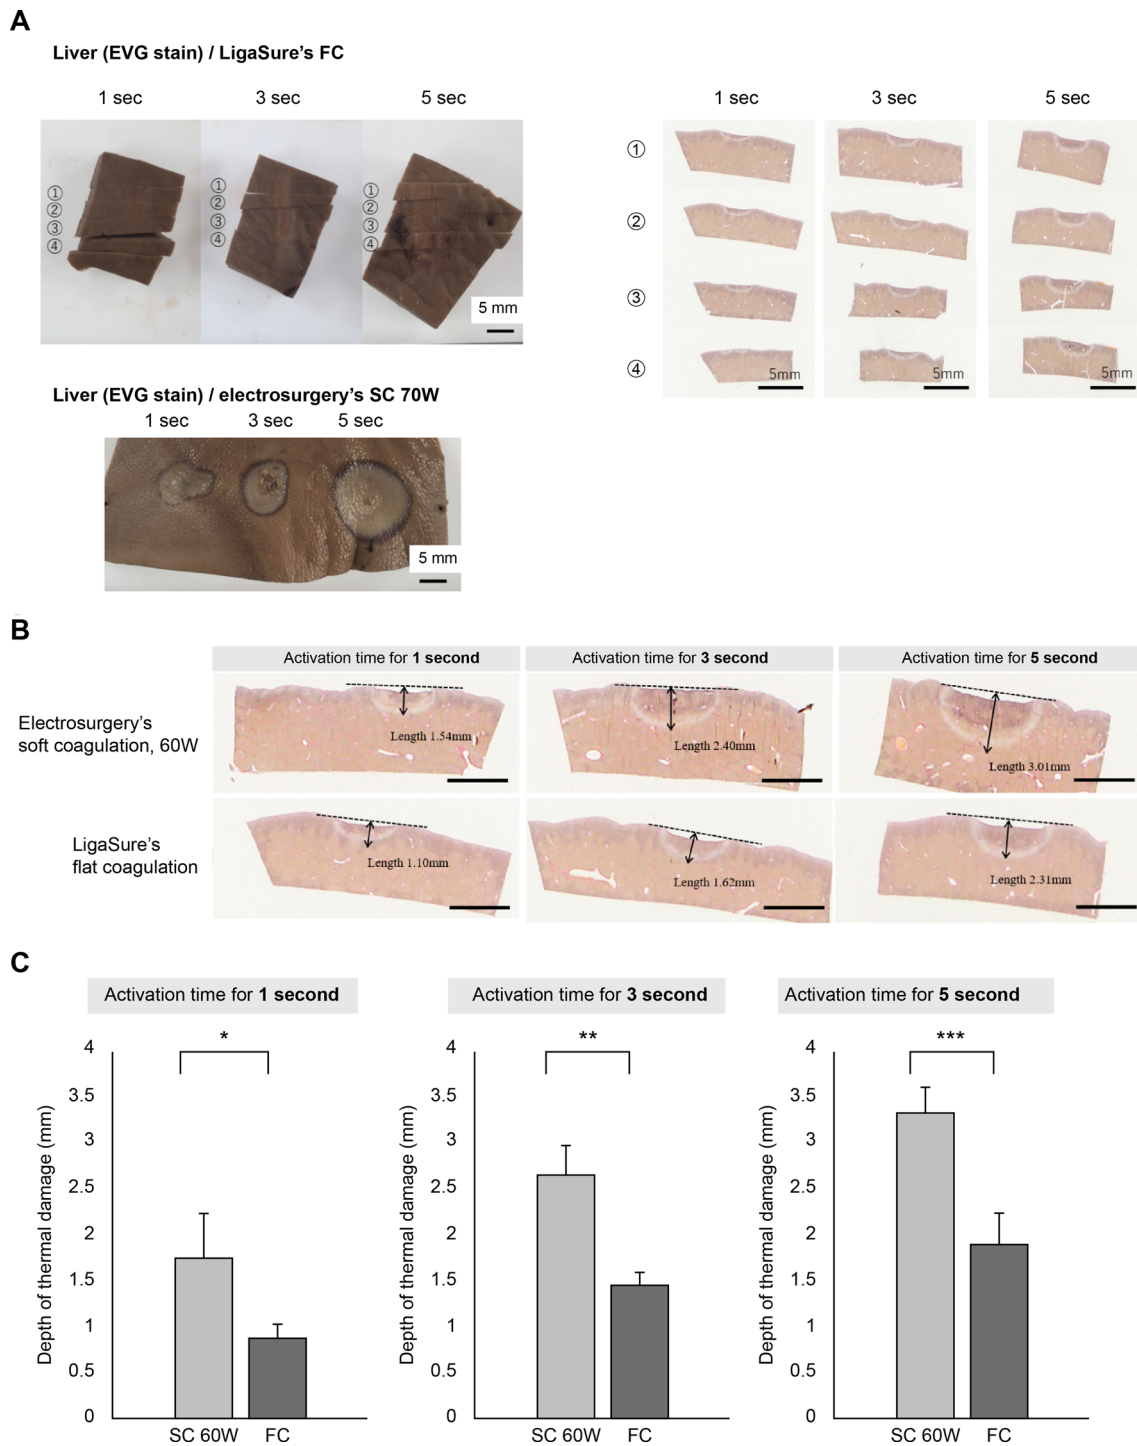 A
Liver (EVG stain) / LigaSure's FC
1 sec
3 sec
5 sec
①
②
③
④
①
②
③
④
①
②
③
④
5 mm
1 sec
3 sec
5 sec
①
②
③
④
5mm
5mm
5mm
Liver (EVG stain) / electrosurgery's SC 70W
1 sec
3 sec
5 sec
5 mm
B
Activation time for 1 second
Activation time for 3 second
Activation time for 5 second
Electrosurgery's
soft coagulation, 60W
Length 1.54mm
Length 2.40mm
Length 3.01mm
LigaSure's
flat coagulation
Length 1.10mm
Length 1.62mm
Length 2.31mm
C
Activation time for 1 second
*
Depth of thermal damage (mm)
4
3.5
3
2.5
2
1.5
1
0.5
0
SC 60W
FC
Activation time for 3 second
**
Depth of thermal damage (mm)
4
3.5
3
2.5
2
1.5
1
0.5
0
SC 60W
FC
Activation time for 5 second
***
Depth of thermal damage (mm)
4
3.5
3
2.5
2
1.5
1
0.5
0
SC 60W
FC